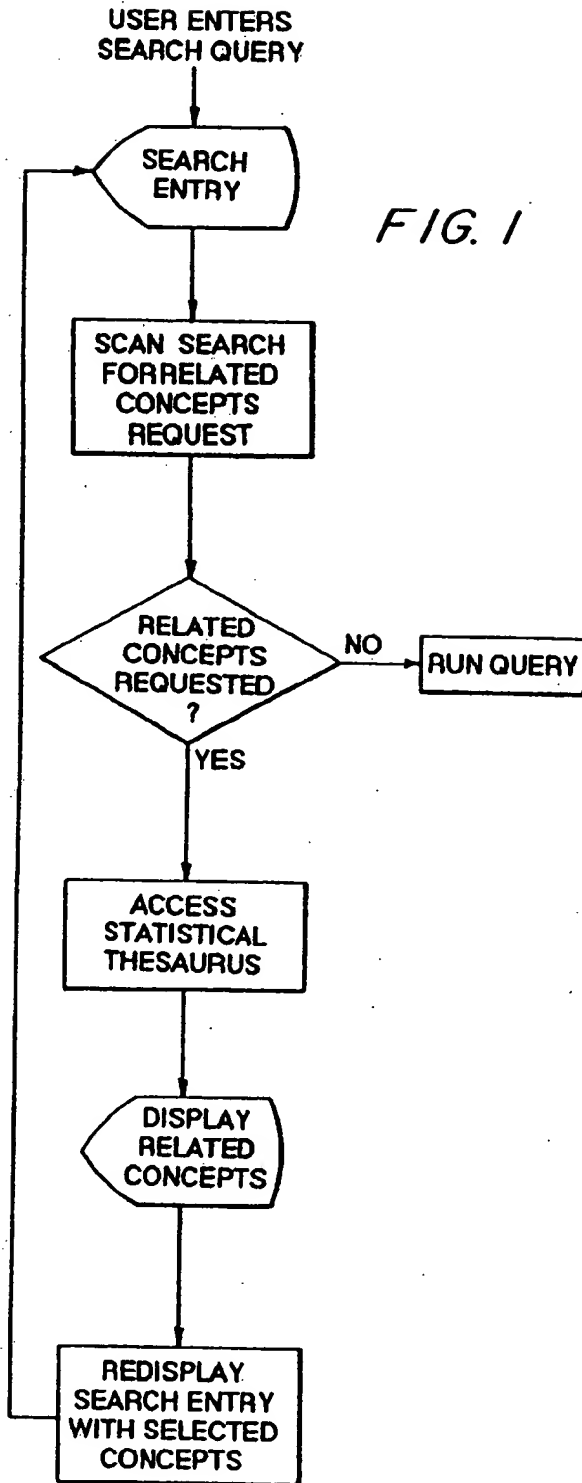 USER ENTERS
SEARCH QUERY
SEARCH
ENTRY
FIG. 1
SCAN SEARCH
FORRELATED
CONCEPTS
REQUEST
RELATED
CONCEPTS
REQUESTED
?
NO
RUN QUERY
YES
ACCESS
STATISTICAL
THESAURUS
DISPLAY
RELATED
CONCEPTS
REDISPLAY
SEARCH ENTRY
WITH SELECTED
CONCEPTS